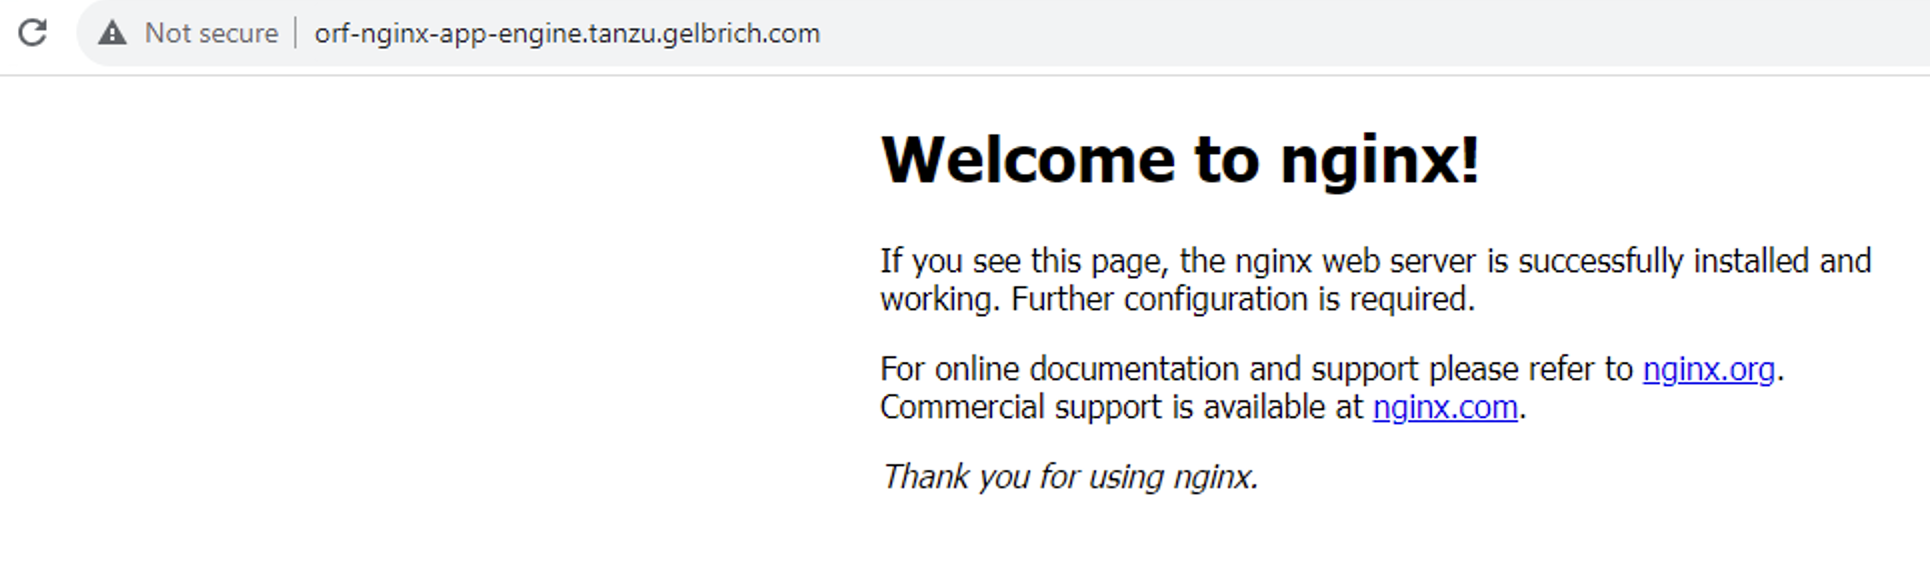 Not secure orf-nginx-app-engine.tanzu.gelbrich.com
Welcome to nginx!
If you see this page, the nginx web server is successfully installed and
working. Further configuration is required.
For online documentation and support please refer to nginx.org.
Commercial support is available at nginx.com.
Thank you for using nginx.